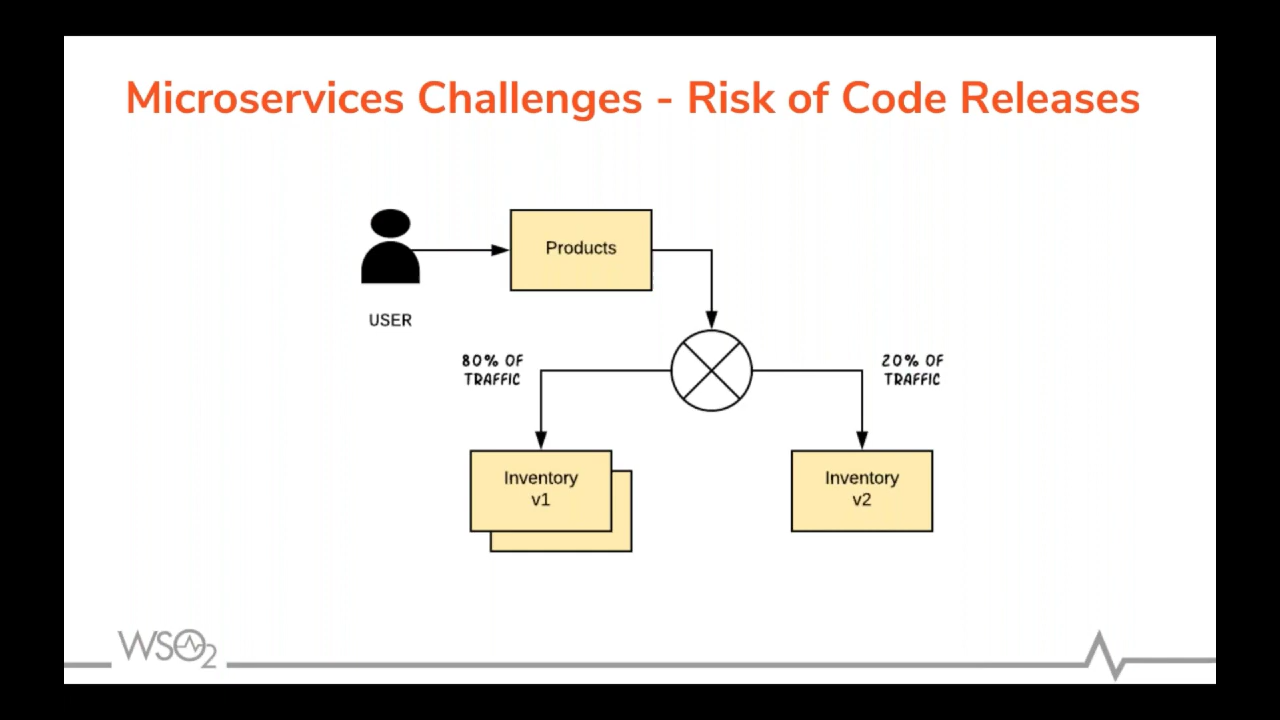 Microservices Challenges - Risk of Code Releases
Products
USER
80% OF
TRAFFIC
20% OF
TRAFFIC
Inventory
v1
Inventory
v2
WSO2